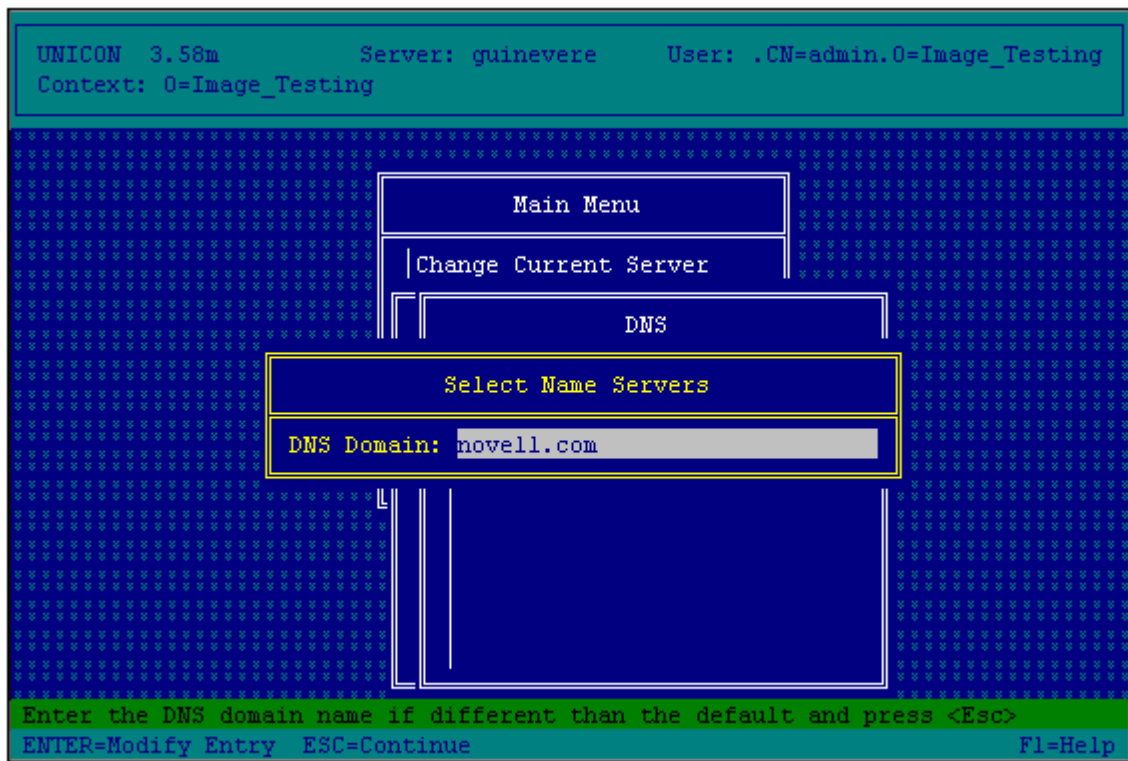 UNICON 3.58m Server: guinevere User: .CN=admin.O=Image_Testing
Context: O=Image_Testing
Main Menu
Change Current Server
DNS
Select Name Servers
DNS Domain: novell.com
Enter the DNS domain name if different than the default and press <Esc>
ENTER=Modify Entry ESC=Continue F1=Help